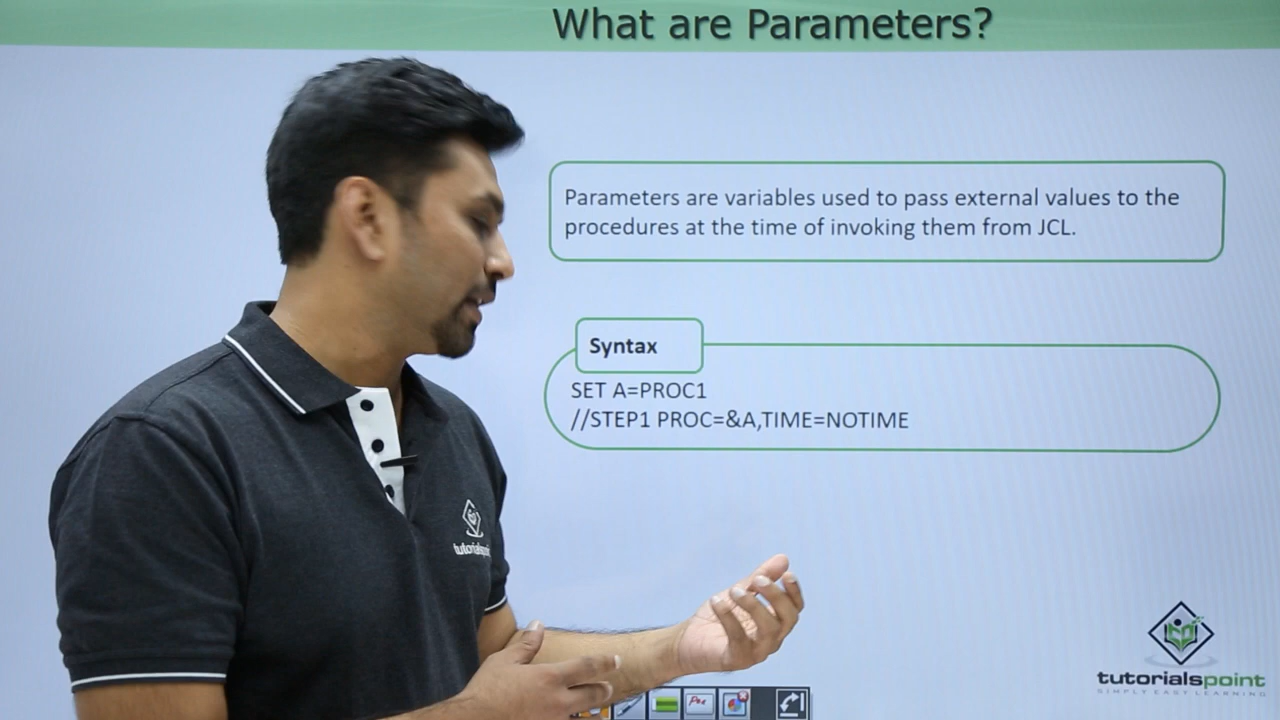 What are Parameters?
Parameters are variables used to pass external values to the
procedures at the time of invoking them from JCL.
Syntax
SET A=PROC1
//STEP1 PROC=&A,TIME=NOTIME
tutorialspoint
tutorialspoint
SIMPLY EASY LEARNING